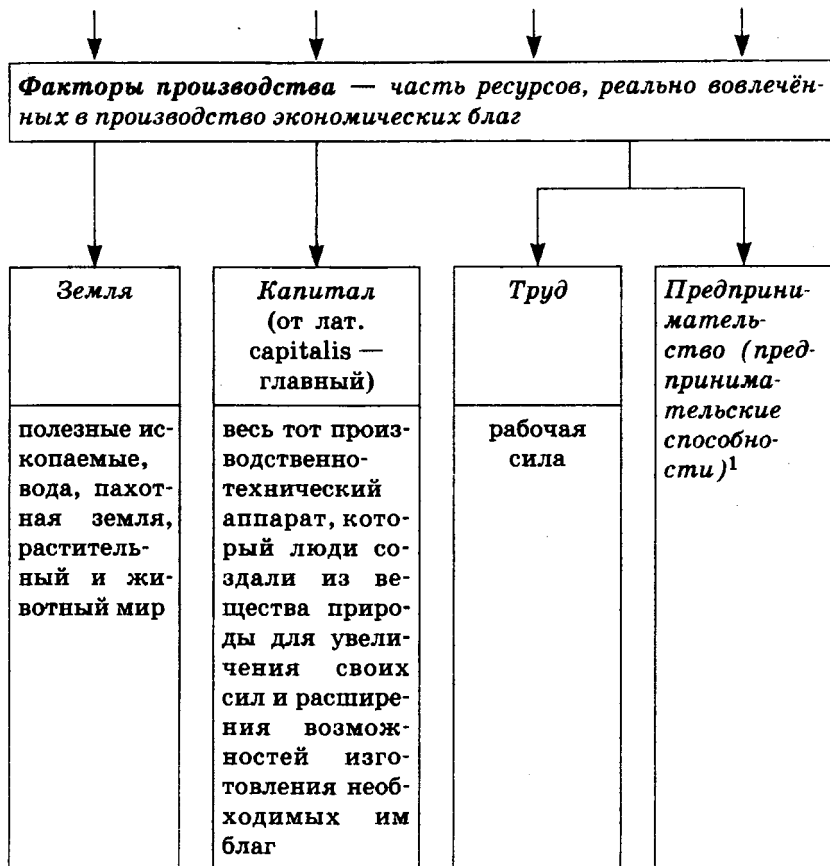 Факторы производства — часть ресурсов, реально вовлечён-
ных в производство экономических благ
Земля
полезные ис-
копаемые,
вода, пахот-
ная земля,
раститель-
ный и жи-
вотный мир
Капитал
(от лат.
capitalis —
главный)
весь тот произ-
водственно-
технический
аппарат, кото-
рый люди со-
здали из ве-
щества приро-
ды для увели-
чения своих
сил и расшире-
ния возмож-
ностей изго-
товления необ-
ходимых им
благ
Труд
рабочая
сила
Предприни-
матель-
ство (пред-
принима-
тельские
способно-
сти)¹